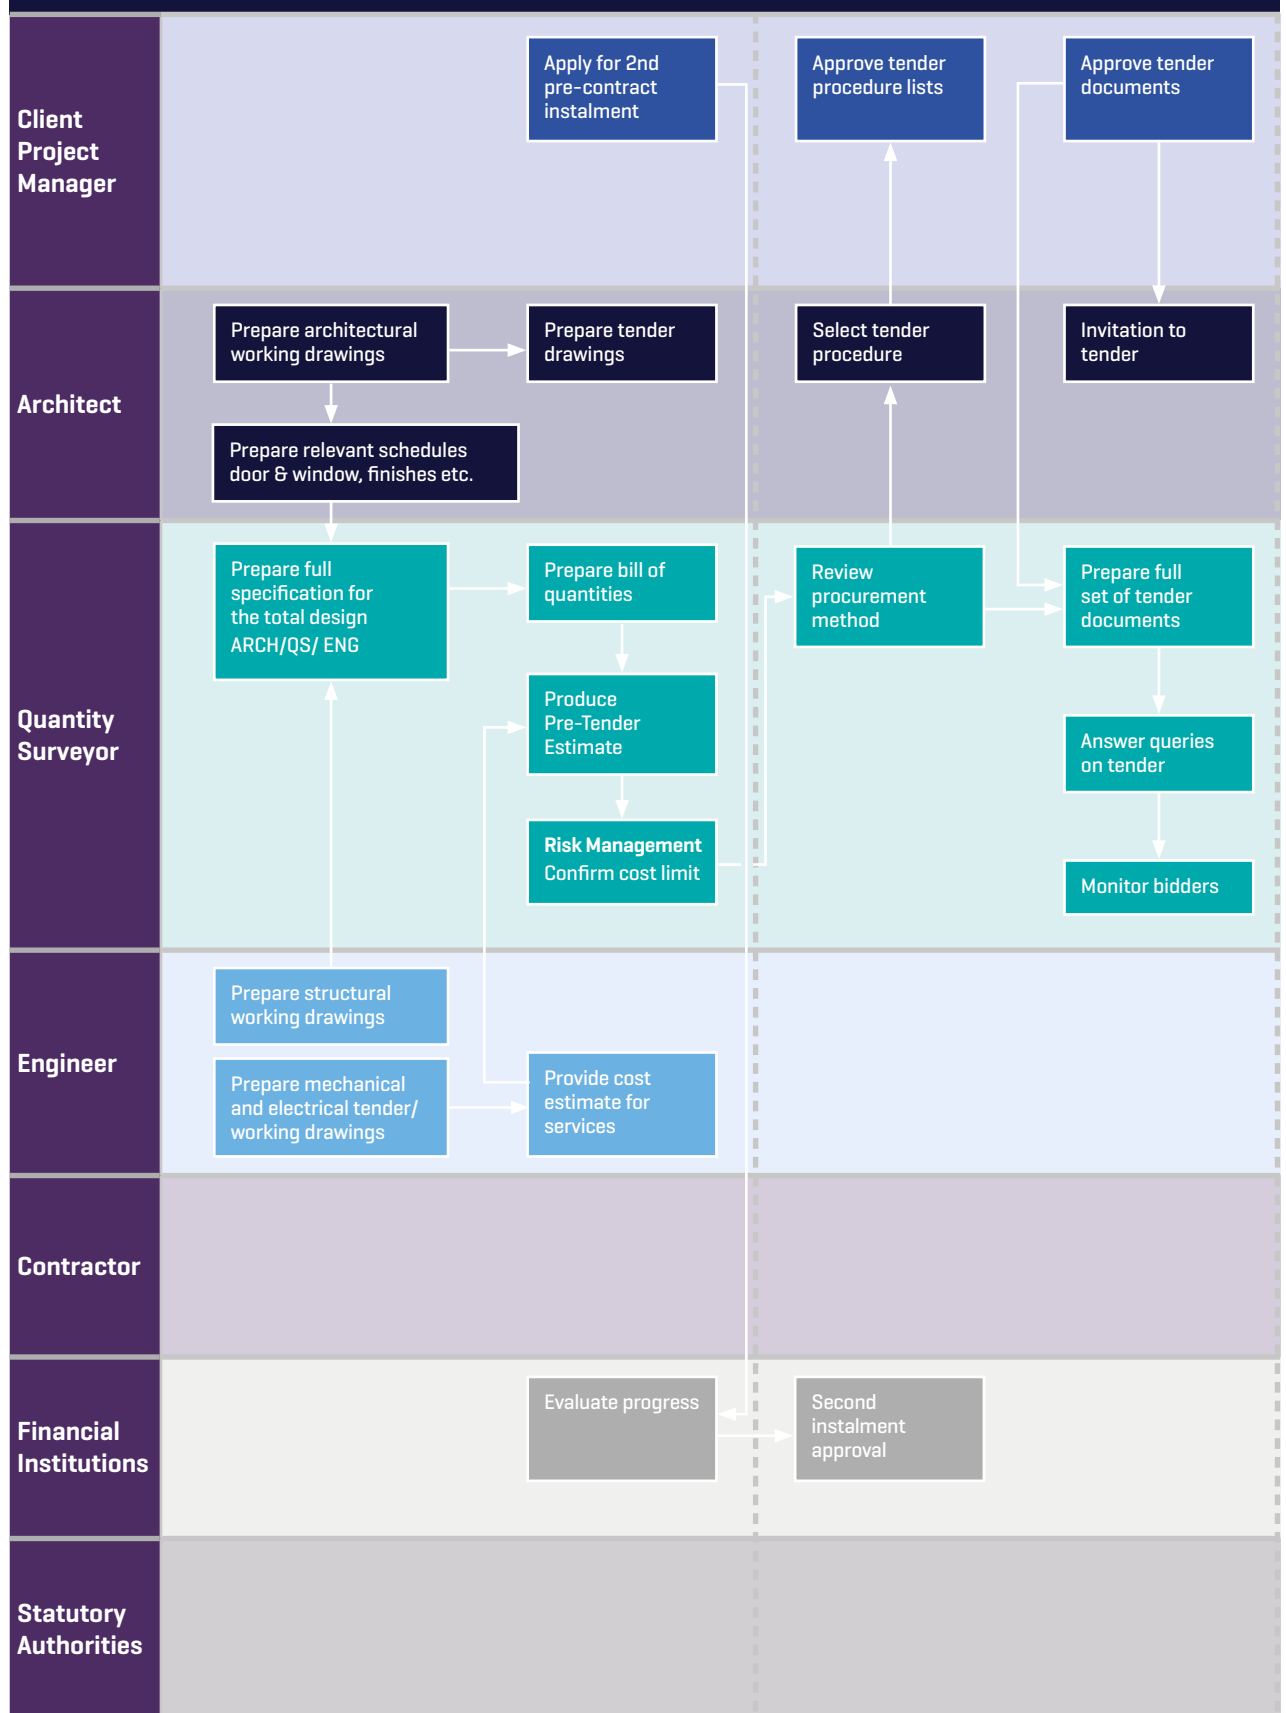 Client
Project
Manager
Apply for 2nd
pre-contract
instalment
Approve tender
procedure lists
Approve tender
documents
Architect
Prepare architectural
working drawings
Prepare tender
drawings
Select tender
procedure
Invitation to
tender
Prepare relevant schedules
door & window, finishes etc.
Quantity
Surveyor
Prepare full
specification for
the total design
ARCH/QS/ ENG
Prepare bill of
quantities
Review
procurement
method
Prepare full
set of tender
documents
Produce
Pre-Tender
Estimate
Answer queries
on tender
Risk Management
Confirm cost limit
Monitor bidders
Engineer
Prepare structural
working drawings
Prepare mechanical
and electrical tender/
working drawings
Provide cost
estimate for
services
Contractor
Financial
Institutions
Evaluate progress
Second
instalment
approval
Statutory
Authorities